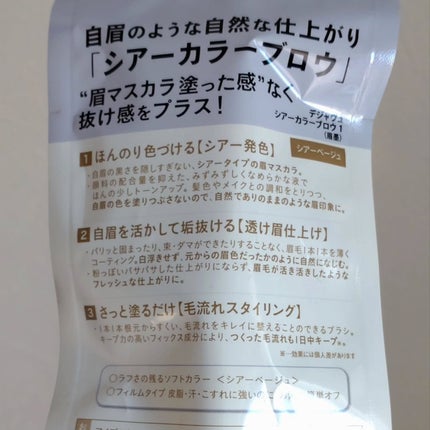 自眉のような自然な仕上がり
「シアーカラーブロウ」
“眉マスカラ塗った感”なく
抜け感をプラス!
デジャヴュ
シアーカラーブロウ 1
(眉墨)
シアーベージュ
1 ほんのり色づける【シアー発色】
・自眉の黒さを隠しすぎない、シアータイプの眉マスカラ。
・顔料の配合量を抑えた、みずみずしくなめらかな液で
ほんの少しトーンアップ。髪色やメイクとの調和をとりつつ、
自眉の色を塗りつぶさないので、自然でありのままのような眉印象に。
2 自眉を活かして垢抜ける【透け眉仕上げ】
・パリッと固まったり、束・ダマができたりすることなく、眉毛1本1本を薄く
コーティング。白浮きせず、元からの眉色だったかのように自然になじむ。
・粉っぽいパサパサした仕上がりにならず、眉毛が活き活きしたような
フレッシュな仕上がりに。
3 さっと塗るだけ【毛流れスタイリング】
・1本1本根元からすくい、毛流れをキレイに整えることのできるブラシ。
キープ力の高いフィックス成分により、つくった毛流れも1日中キープ※。
※…効果には個人差があります
○ラフさの残るソフトカラー <シアーベージュ>
○フィルムタイプ 皮脂・汗・こすれに強いのに
単オフ